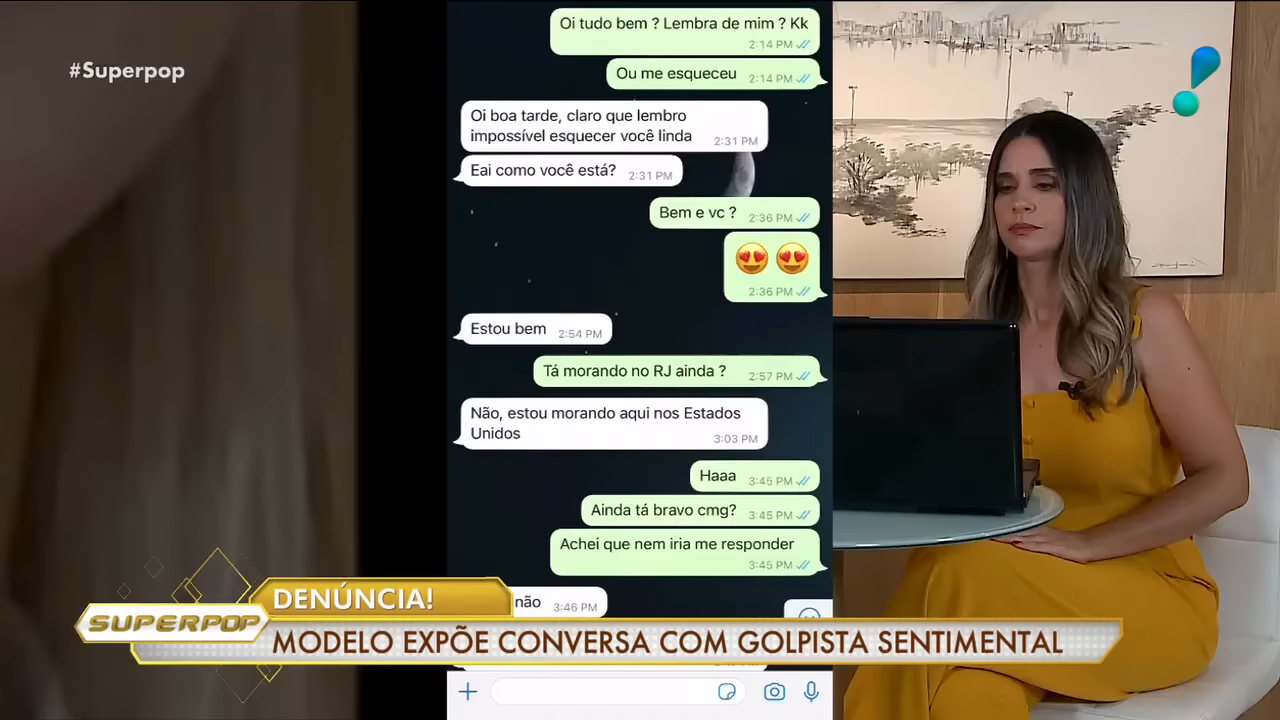 #Superpop
Oi tudo bem ? Lembra de mim ? Kk
2:14 PM
Ou me esqueceu 2:14 PM
Oi boa tarde, claro que lembro
impossível esquecer você linda 2:31 PM
Eai como você está? 2:31 PM
Bem e vc ? 2:36 PM
2:36 PM
Estou bem 2:54 PM
Tá morando no RJ ainda ? 2:57 PM
Não, estou morando aqui nos Estados
Unidos 3:03 PM
Haaa 3:45 PM
Ainda tá bravo cmg? 3:45 PM
Achei que nem iria me responder
3:45 PM
não 3:46 PM
DENÚNCIA!
SUPERPOP
MODELO EXPÕE CONVERSA COM GOLPISTA SENTIMENTAL